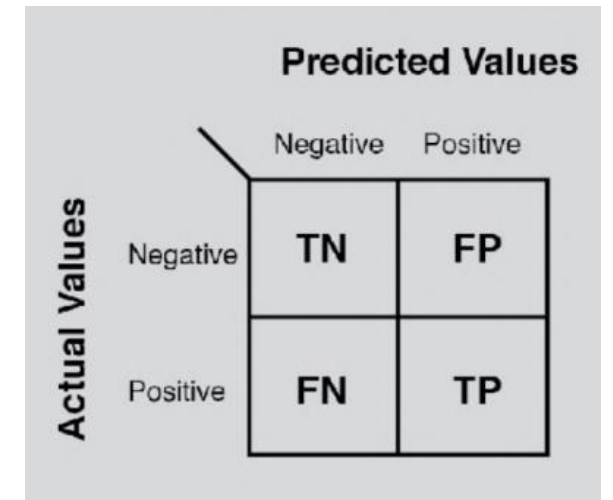 Predicted Values
Negative Positive
Actual Values
Negative TN FP
Positive FN TP